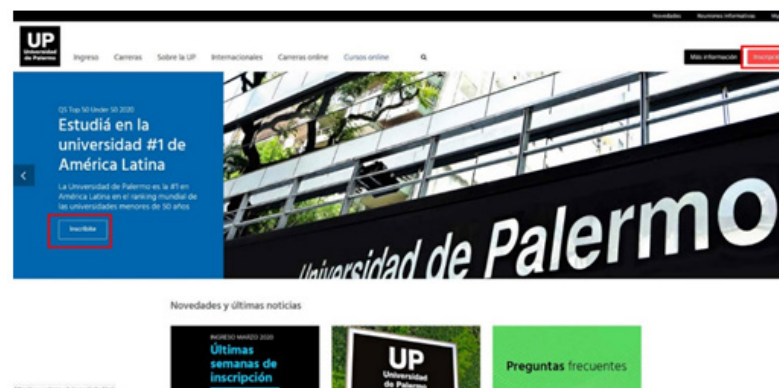 Novedades Reuniones informativas
UP
Universidad
de Palermo
Ingreso Carreras Sobre la UP Internacionales Carreras online Cursos online
Más información
QS Top 50 Under 50 2020
Estudiá en la
universidad #1 de
América Latina
La Universidad de Palermo es la #1 en
América Latina en el ranking mundial de
las universidades menores de 50 años
Inscribite
Universidad de Palermo
Novedades y últimas noticias
INGRESO MARZO 2020
Últimas
semanas de
inscripción
UP
Universidad
de Palermo
Preguntas frecuentes